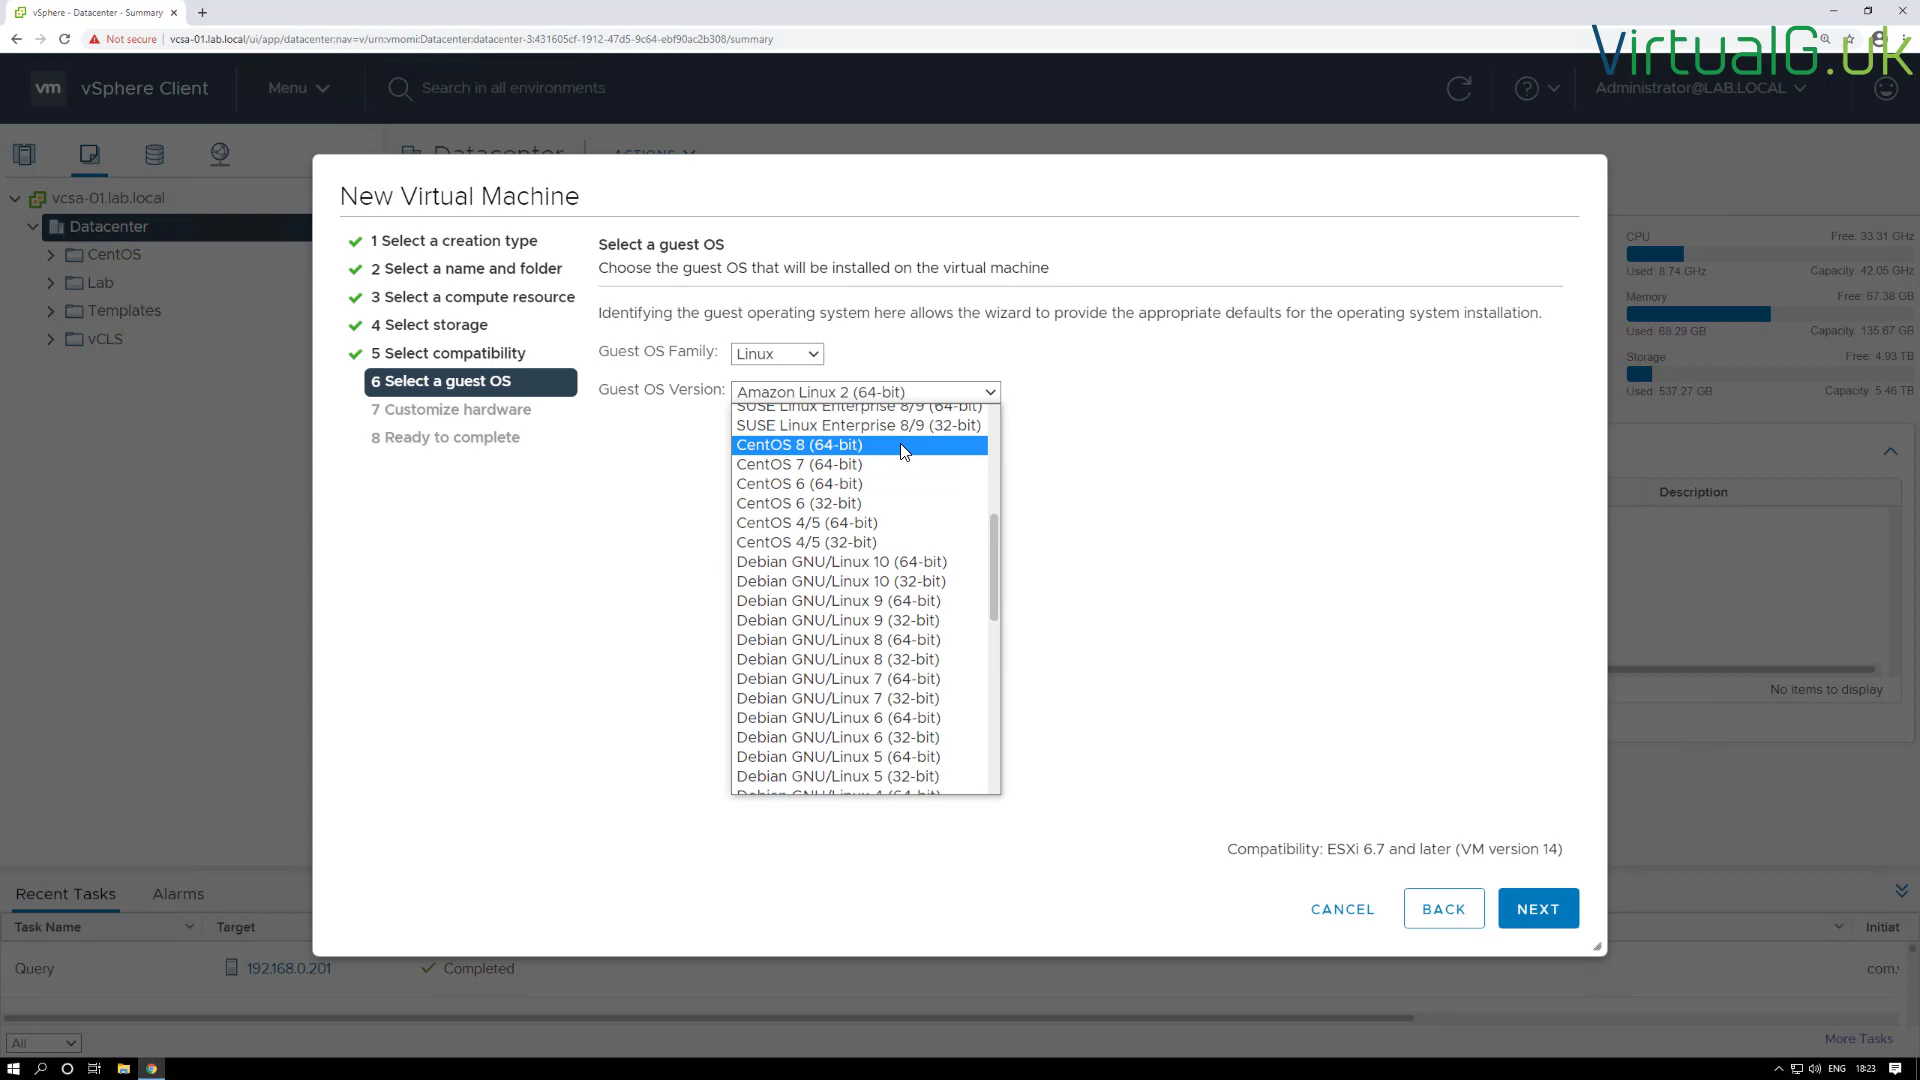 vSphere - Datacenter - Summary
Not secure
vcsa-01.lab.local/ui/app/datacenter;nav=v/urn:vmomi:Datacenter:datacenter-3:431605cf-1912-47d5-9c64-ebf90ac2b308/summary
VirtualG.uk
vm
vSphere Client
Menu
Search in all environments
Administrator@LAB.LOCAL
Datacenter
ACTIONS
vcsa-01.lab.local
Datacenter
CentOS
Lab
Templates
vCLS
New Virtual Machine
1 Select a creation type
2 Select a name and folder
3 Select a compute resource
4 Select storage
5 Select compatibility
6 Select a guest OS
7 Customize hardware
8 Ready to complete
Select a guest OS
Choose the guest OS that will be installed on the virtual machine
Identifying the guest operating system here allows the wizard to provide the appropriate defaults for the operating system installation.
Guest OS Family: Linux
Guest OS Version: Amazon Linux 2 (64-bit)
SUSE Linux Enterprise 8/9 (64-bit)
SUSE Linux Enterprise 8/9 (32-bit)
CentOS 8 (64-bit)
CentOS 7 (64-bit)
CentOS 6 (64-bit)
CentOS 6 (32-bit)
CentOS 4/5 (64-bit)
CentOS 4/5 (32-bit)
Debian GNU/Linux 10 (64-bit)
Debian GNU/Linux 10 (32-bit)
Debian GNU/Linux 9 (64-bit)
Debian GNU/Linux 9 (32-bit)
Debian GNU/Linux 8 (64-bit)
Debian GNU/Linux 8 (32-bit)
Debian GNU/Linux 7 (64-bit)
Debian GNU/Linux 7 (32-bit)
Debian GNU/Linux 6 (64-bit)
Debian GNU/Linux 6 (32-bit)
Debian GNU/Linux 5 (64-bit)
Debian GNU/Linux 5 (32-bit)
Debian GNU/Linux 4 (64-bit)
Compatibility: ESXi 6.7 and later (VM version 14)
CANCEL
BACK
NEXT
CPU
Free: 33.31 GHz
Used: 8.74 GHz
Capacity: 42.05 GHz
Memory
Free: 67.38 GB
Used: 68.29 GB
Capacity: 135.67 GB
Storage
Free: 4.93 TB
Used: 537.27 GB
Capacity: 5.46 TB
Description
No items to display
Recent Tasks
Alarms
Task Name
Target
Initiat
Query
192.168.0.201
Completed
com.
All
More Tasks
ENG
18:23